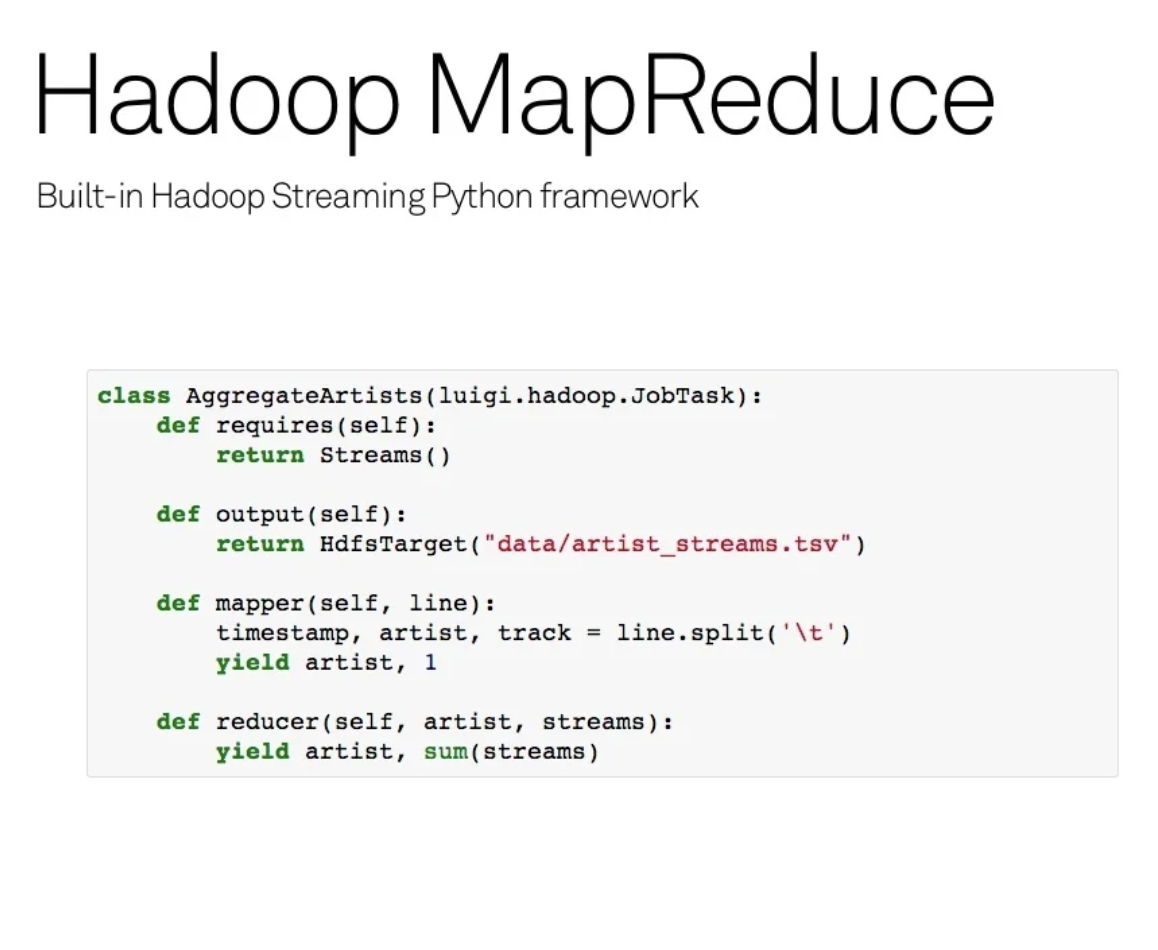 Hadoop MapReduce
Built-in Hadoop Streaming Python framework
class AggregateArtists(luigi.hadoop.JobTask):
    def requires(self):
        return Streams()

    def output(self):
        return HdfsTarget("data/artist_streams.tsv")

    def mapper(self, line):
        timestamp, artist, track = line.split('\t')
        yield artist, 1

    def reducer(self, artist, streams):
        yield artist, sum(streams)